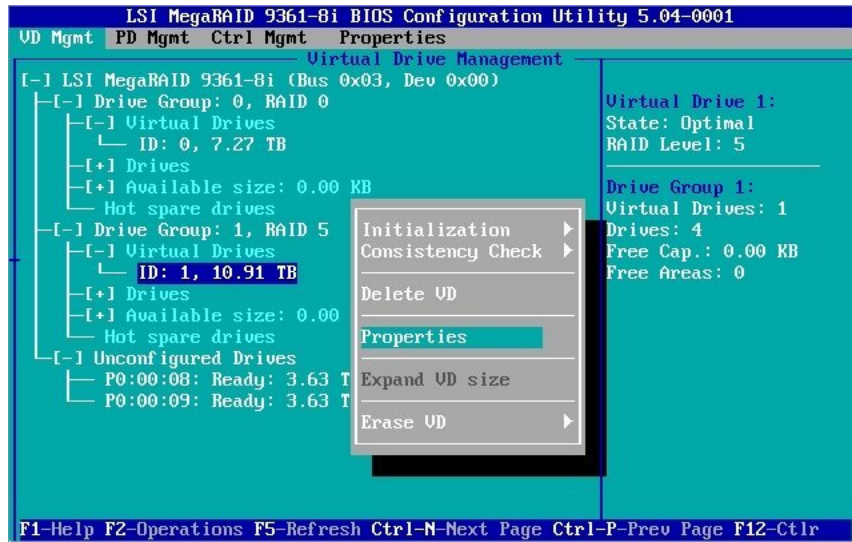 LSI MegaRAID 9361-8i BIOS Configuration Utility 5.04-0001
VD Mgmt PD Mgmt Ctrl Mgmt Properties
Virtual Drive Management
[-] LSI MegaRAID 9361-8i (Bus 0x03, Dev 0x00)
[-] Drive Group: 0, RAID 0
[-] Virtual Drives
ID: 0, 7.27 TB
[+] Drives
[+] Available size: 0.00 KB
Hot spare drives
[-] Drive Group: 1, RAID 5
[-] Virtual Drives
ID: 1, 10.91 TB
[+] Drives
[+] Available size: 0.00
Hot spare drives
[-] Unconfigured Drives
P0:00:08: Ready: 3.63 T
P0:00:09: Ready: 3.63 T
Initialization
Consistency Check
Delete VD
Properties
Expand VD size
Erase VD
Virtual Drive 1:
State: Optimal
RAID Level: 5
Drive Group 1:
Virtual Drives: 1
Drives: 4
Free Cap.: 0.00 KB
Free Areas: 0
F1-Help F2-Operations F5-Refresh Ctrl-N-Next Page Ctrl-P-Prev Page F12-Ctlr